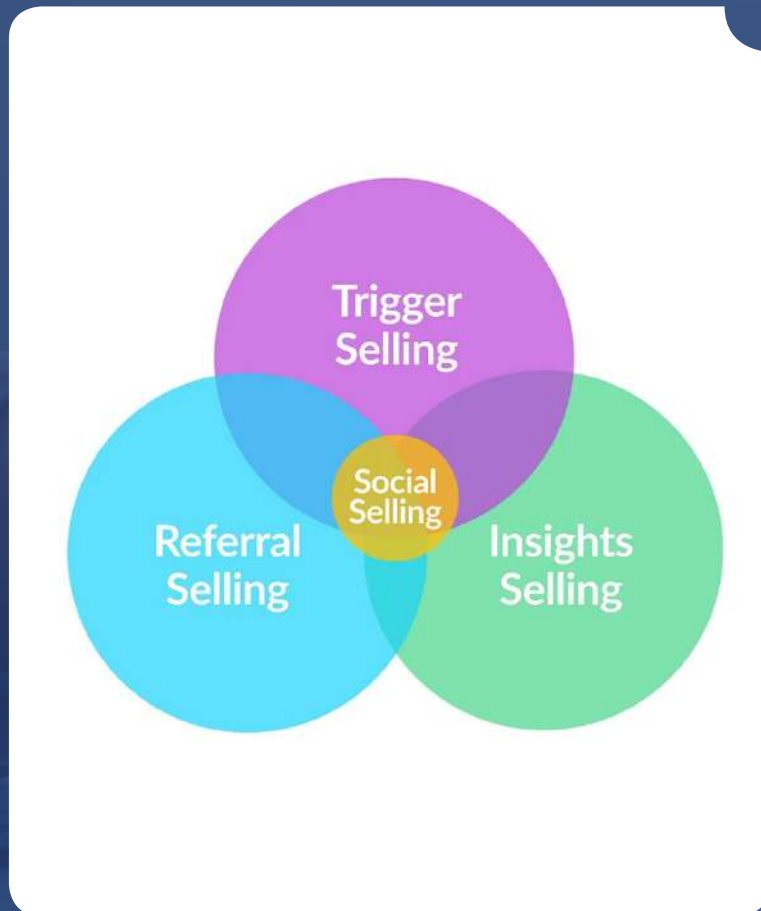 Trigger
Selling
Social
Selling
Referral
Selling
Insights
Selling